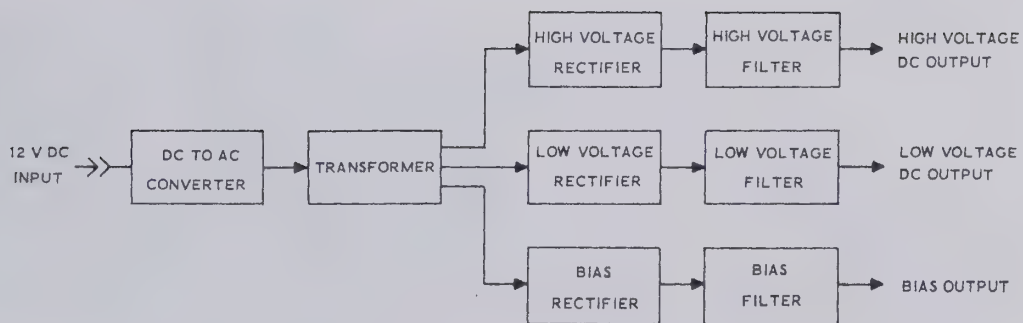 HIGH VOLTAGE
RECTIFIER
HIGH VOLTAGE
FILTER
HIGH VOLTAGE
DC OUTPUT
12 V DC
INPUT
DC TO AC
CONVERTER
TRANSFORMER
LOW VOLTAGE
RECTIFIER
LOW VOLTAGE
FILTER
LOW VOLTAGE
DC OUTPUT
BIAS
RECTIFIER
BIAS
FILTER
BIAS OUTPUT